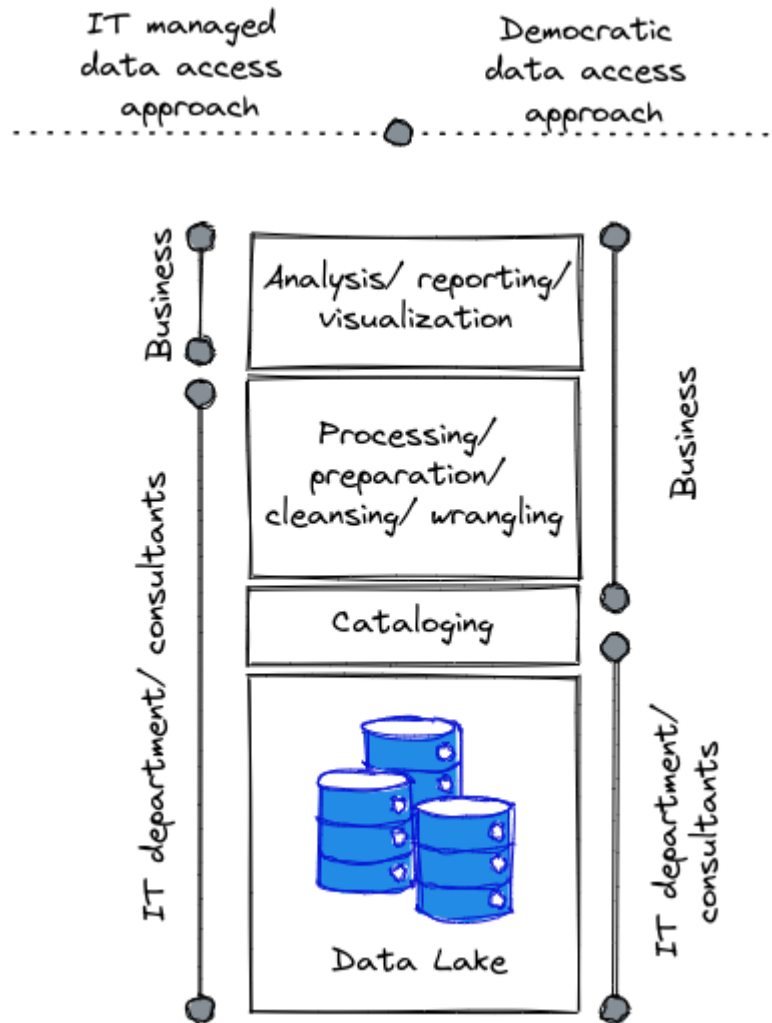 IT managed
data access
approach
Democratic
data access
approach
Business
IT department/ consultants
Analysis/ reporting/
visualization
Processing/
preparation/
cleansing/ wrangling
Cataloging
Data Lake
Business
IT department/
consultants